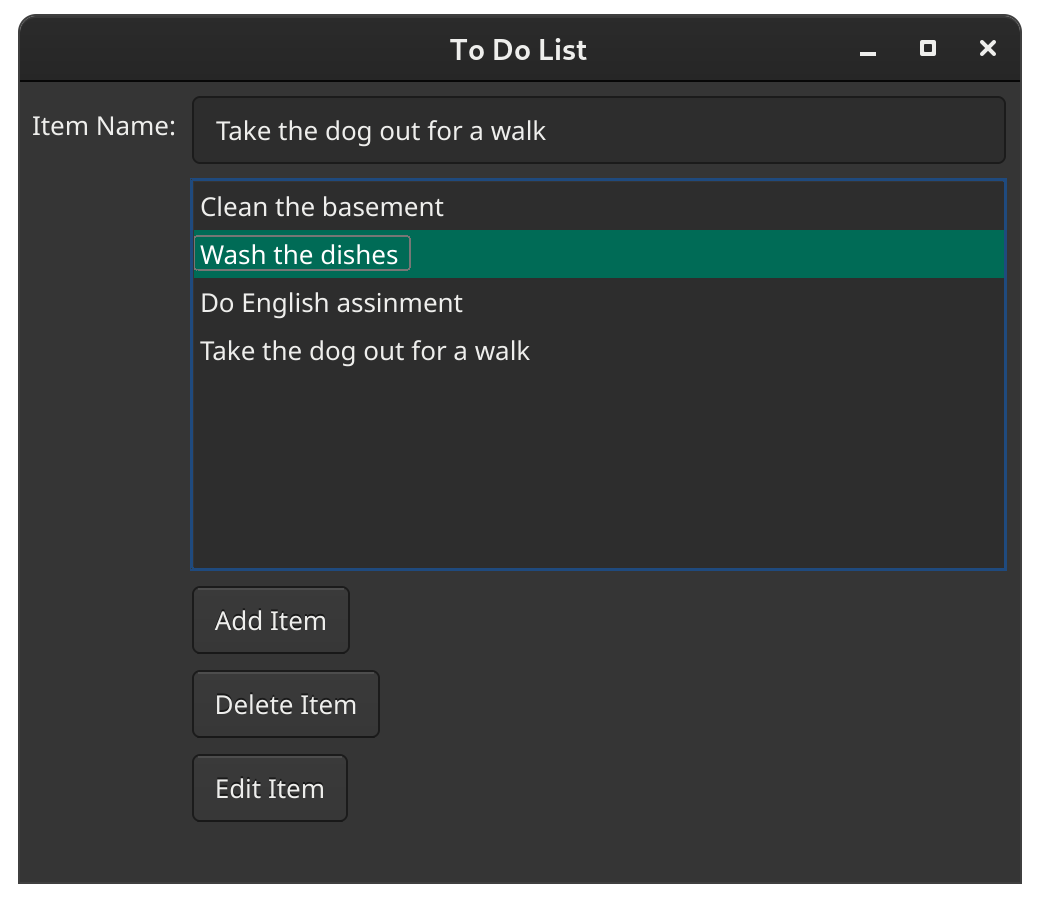 To Do List
Item Name:
Take the dog out for a walk
Clean the basement
Wash the dishes
Do English assinment
Take the dog out for a walk
Add Item
Delete Item
Edit Item